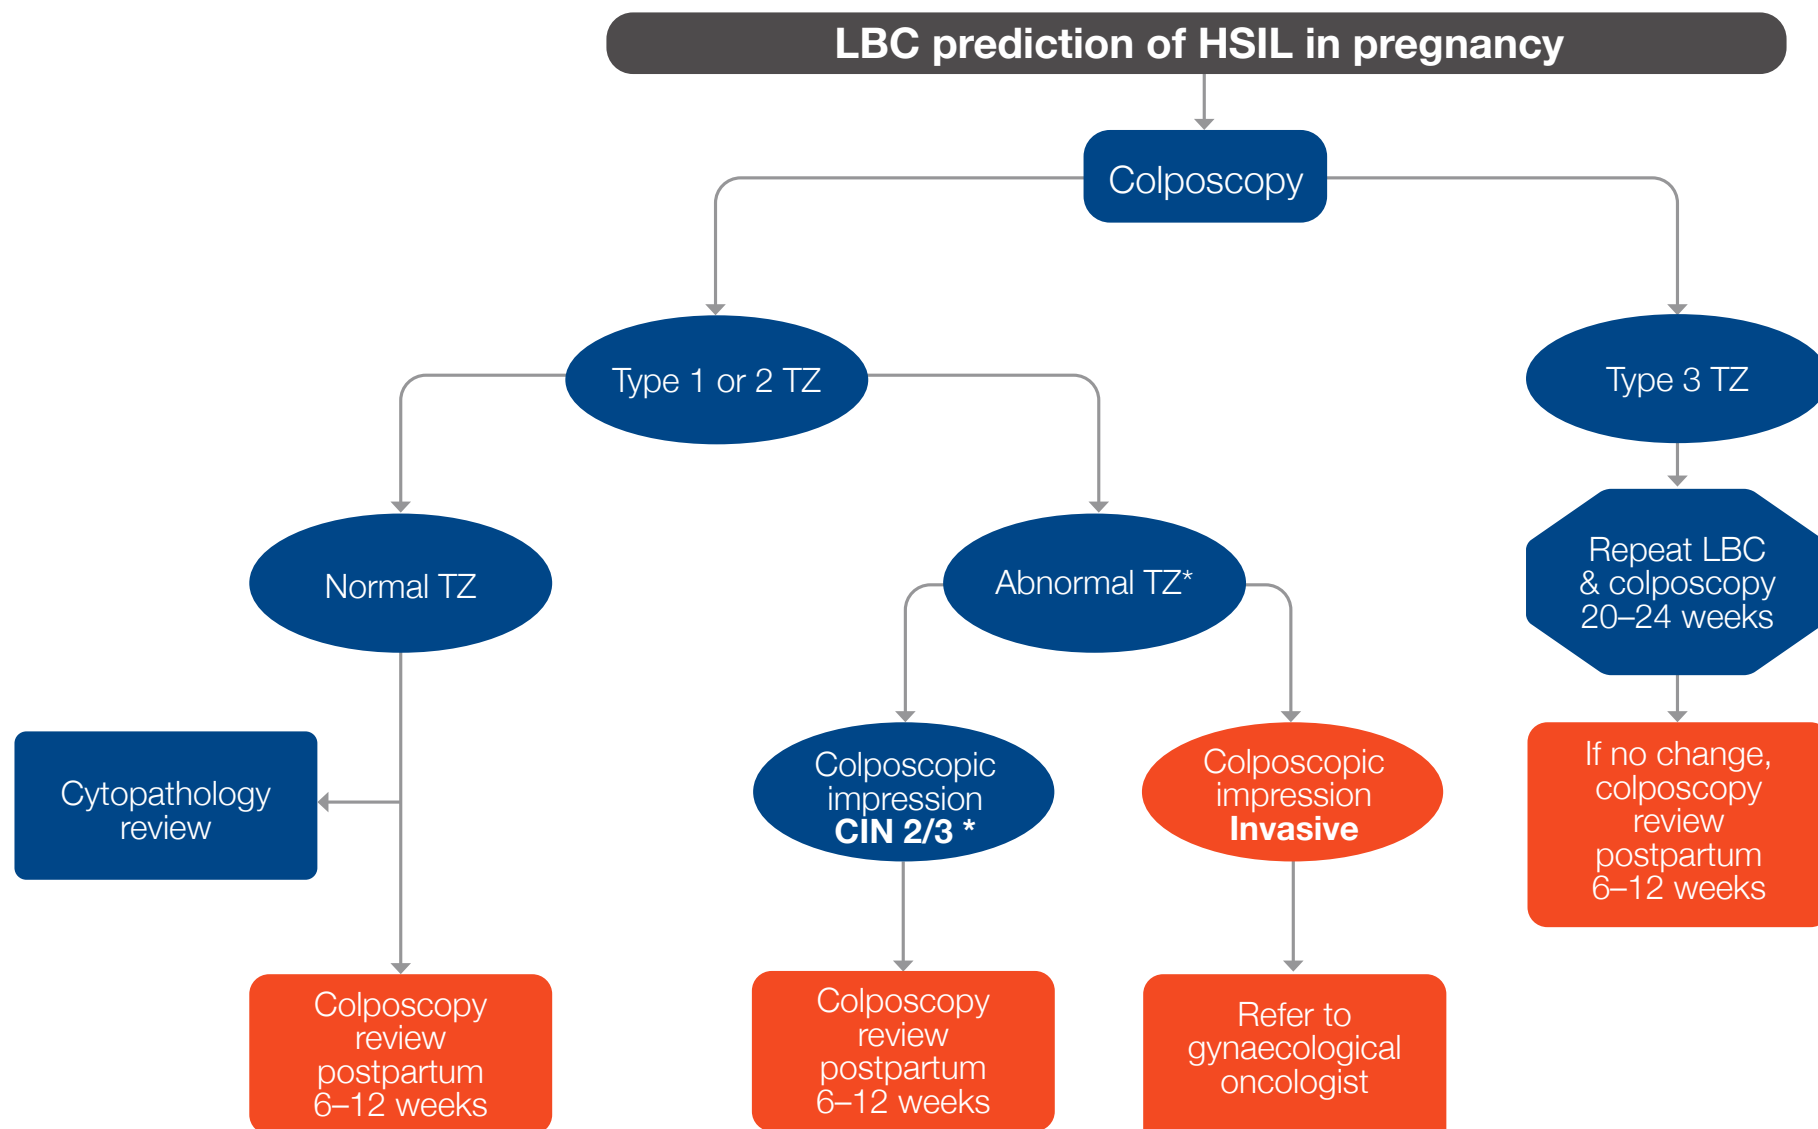 LBC prediction of HSIL in pregnancy
Colposcopy
Type 1 or 2 TZ
Type 3 TZ
Normal TZ
Abnormal TZ*
Repeat LBC
& colposcopy
20–24 weeks
Cytopathology
review
Colposcopic
impression
CIN 2/3 *
Colposcopic
impression
Invasive
If no change,
colposcopy
review
postpartum
6–12 weeks
Colposcopy
review
postpartum
6–12 weeks
Colposcopy
review
postpartum
6–12 weeks
Refer to
gynaecological
oncologist